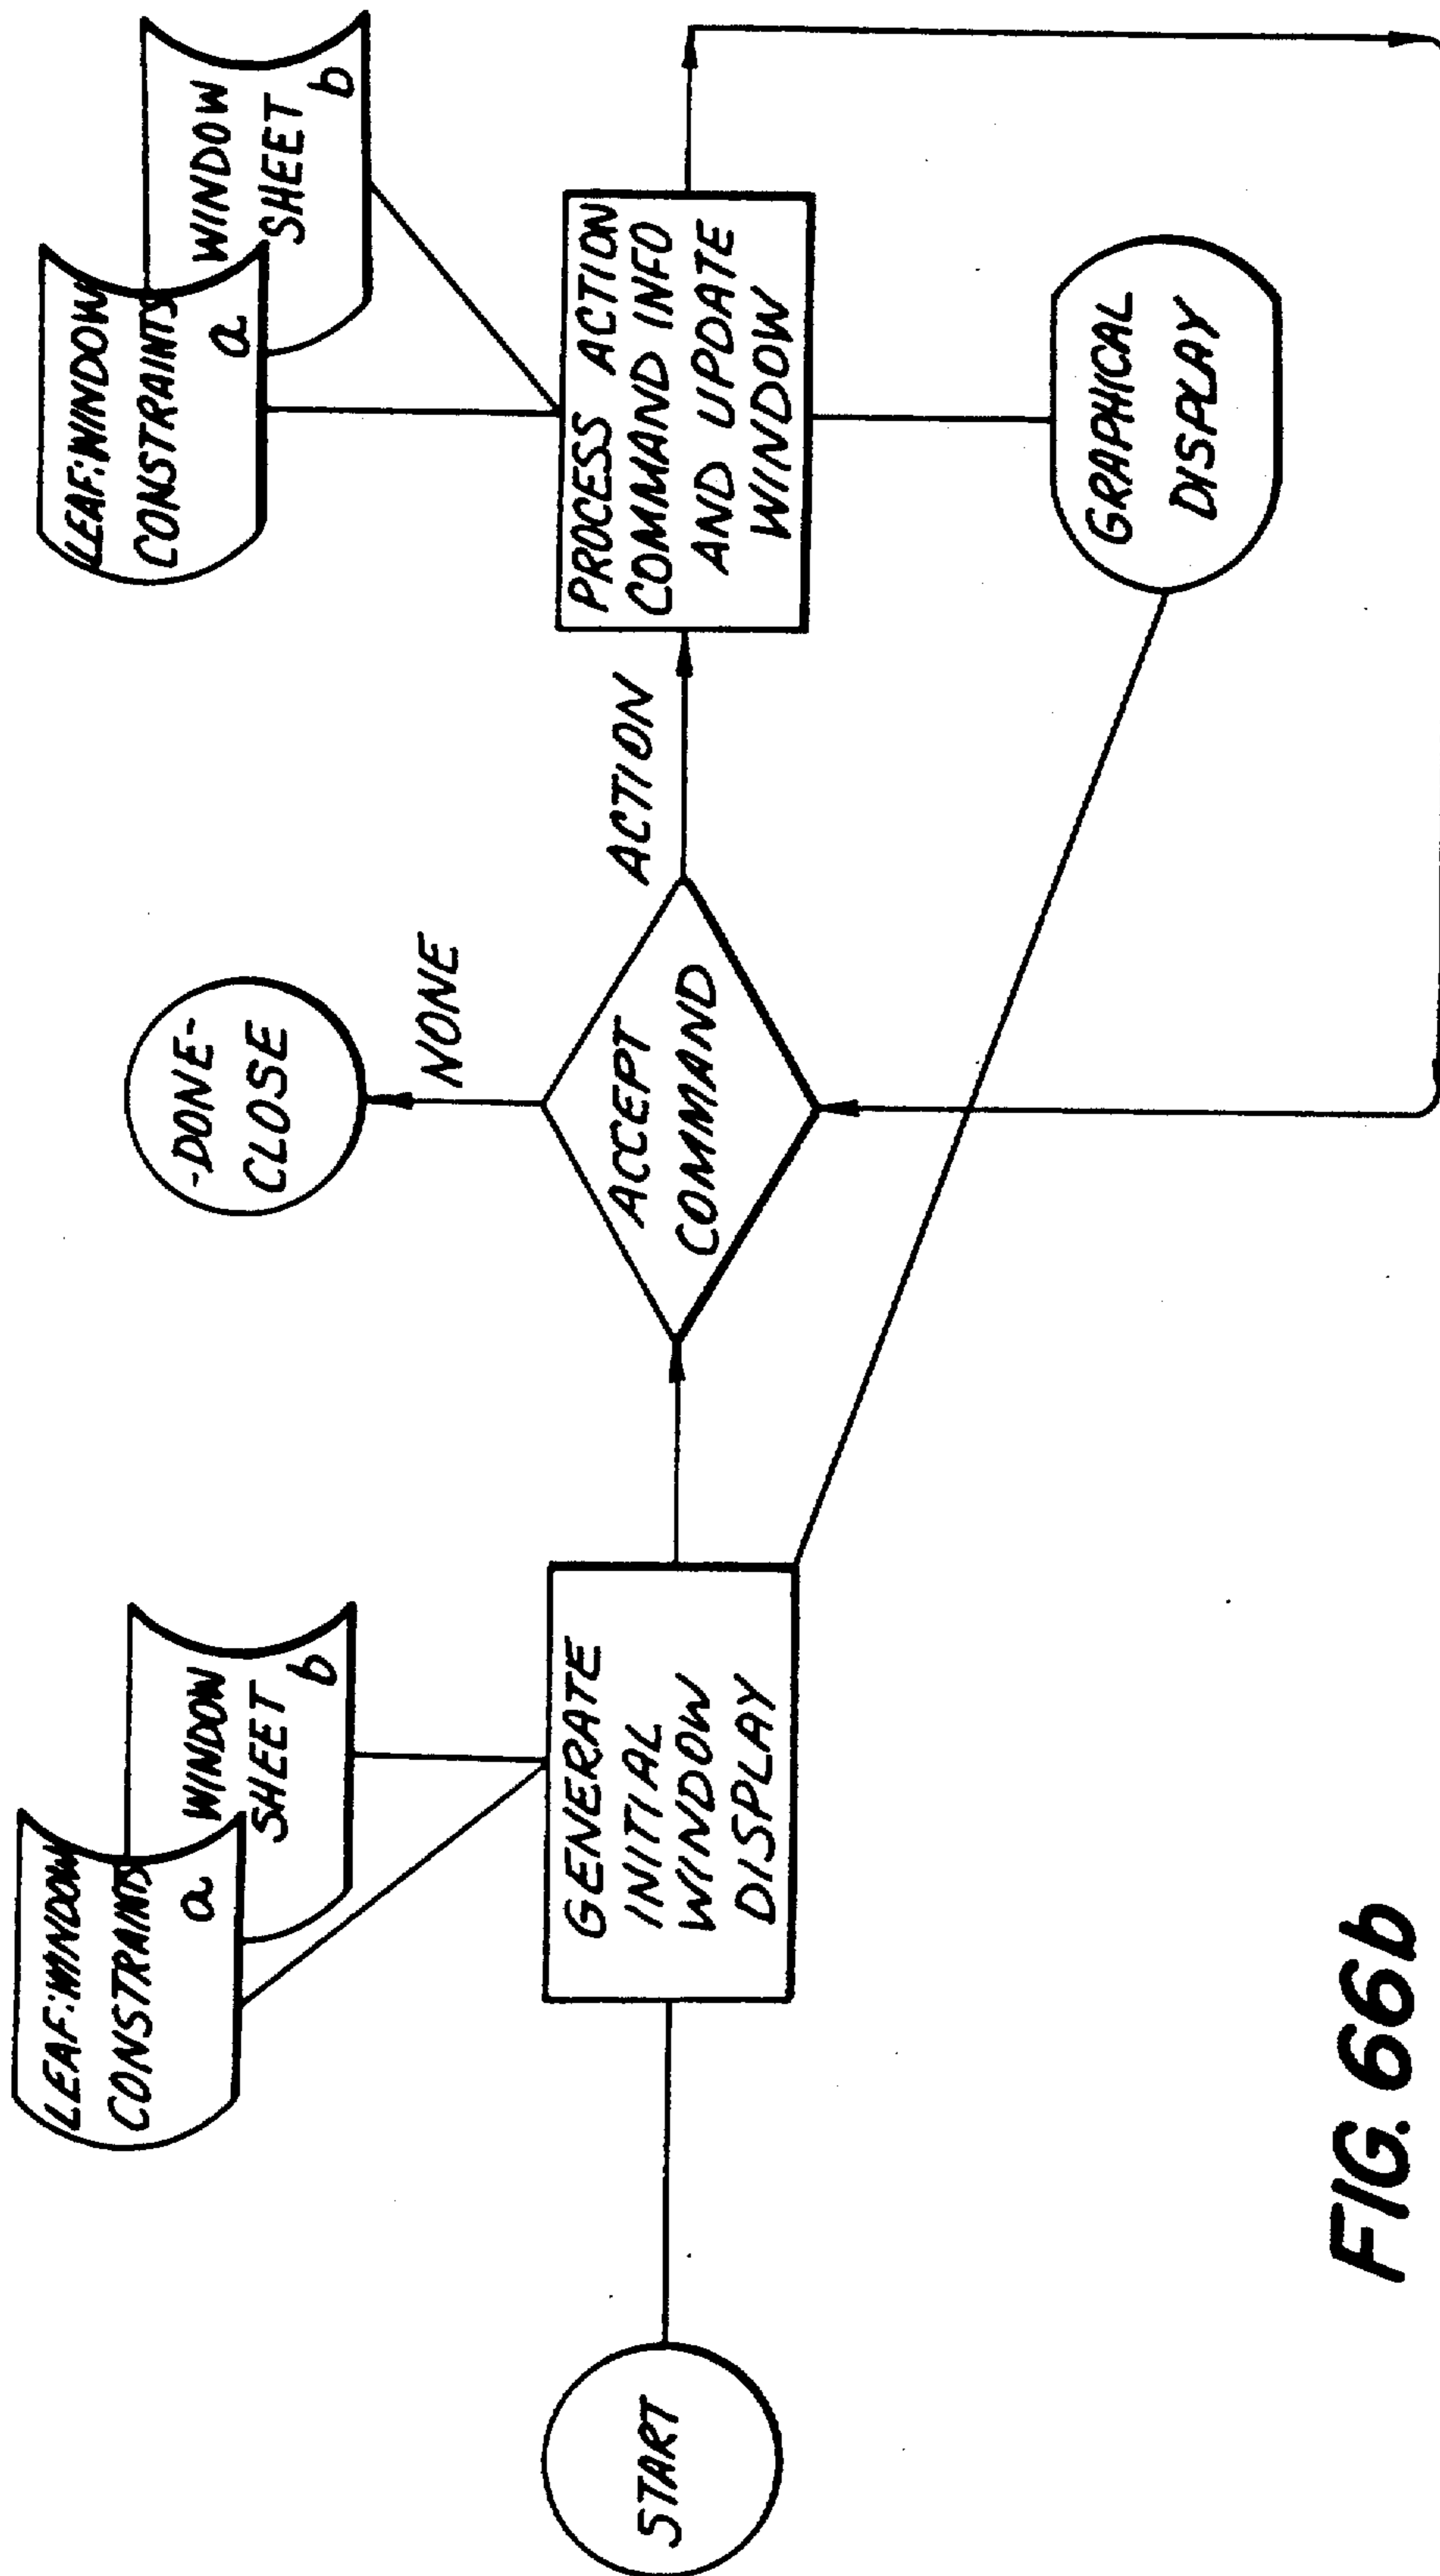 START
LEAF:WINDOW
CONSTRAINTS
a
WINDOW
SHEET
b
GENERATE
INITIAL
WINDOW
DISPLAY
-DONE-
CLOSE
NONE
ACCEPT
COMMAND
ACTION
LEAF:WINDOW
CONSTRAINTS
a
WINDOW
SHEET
b
PROCESS ACTION
COMMAND INFO
AND UPDATE
WINDOW
GRAPHICAL
DISPLAY
FIG. 66b